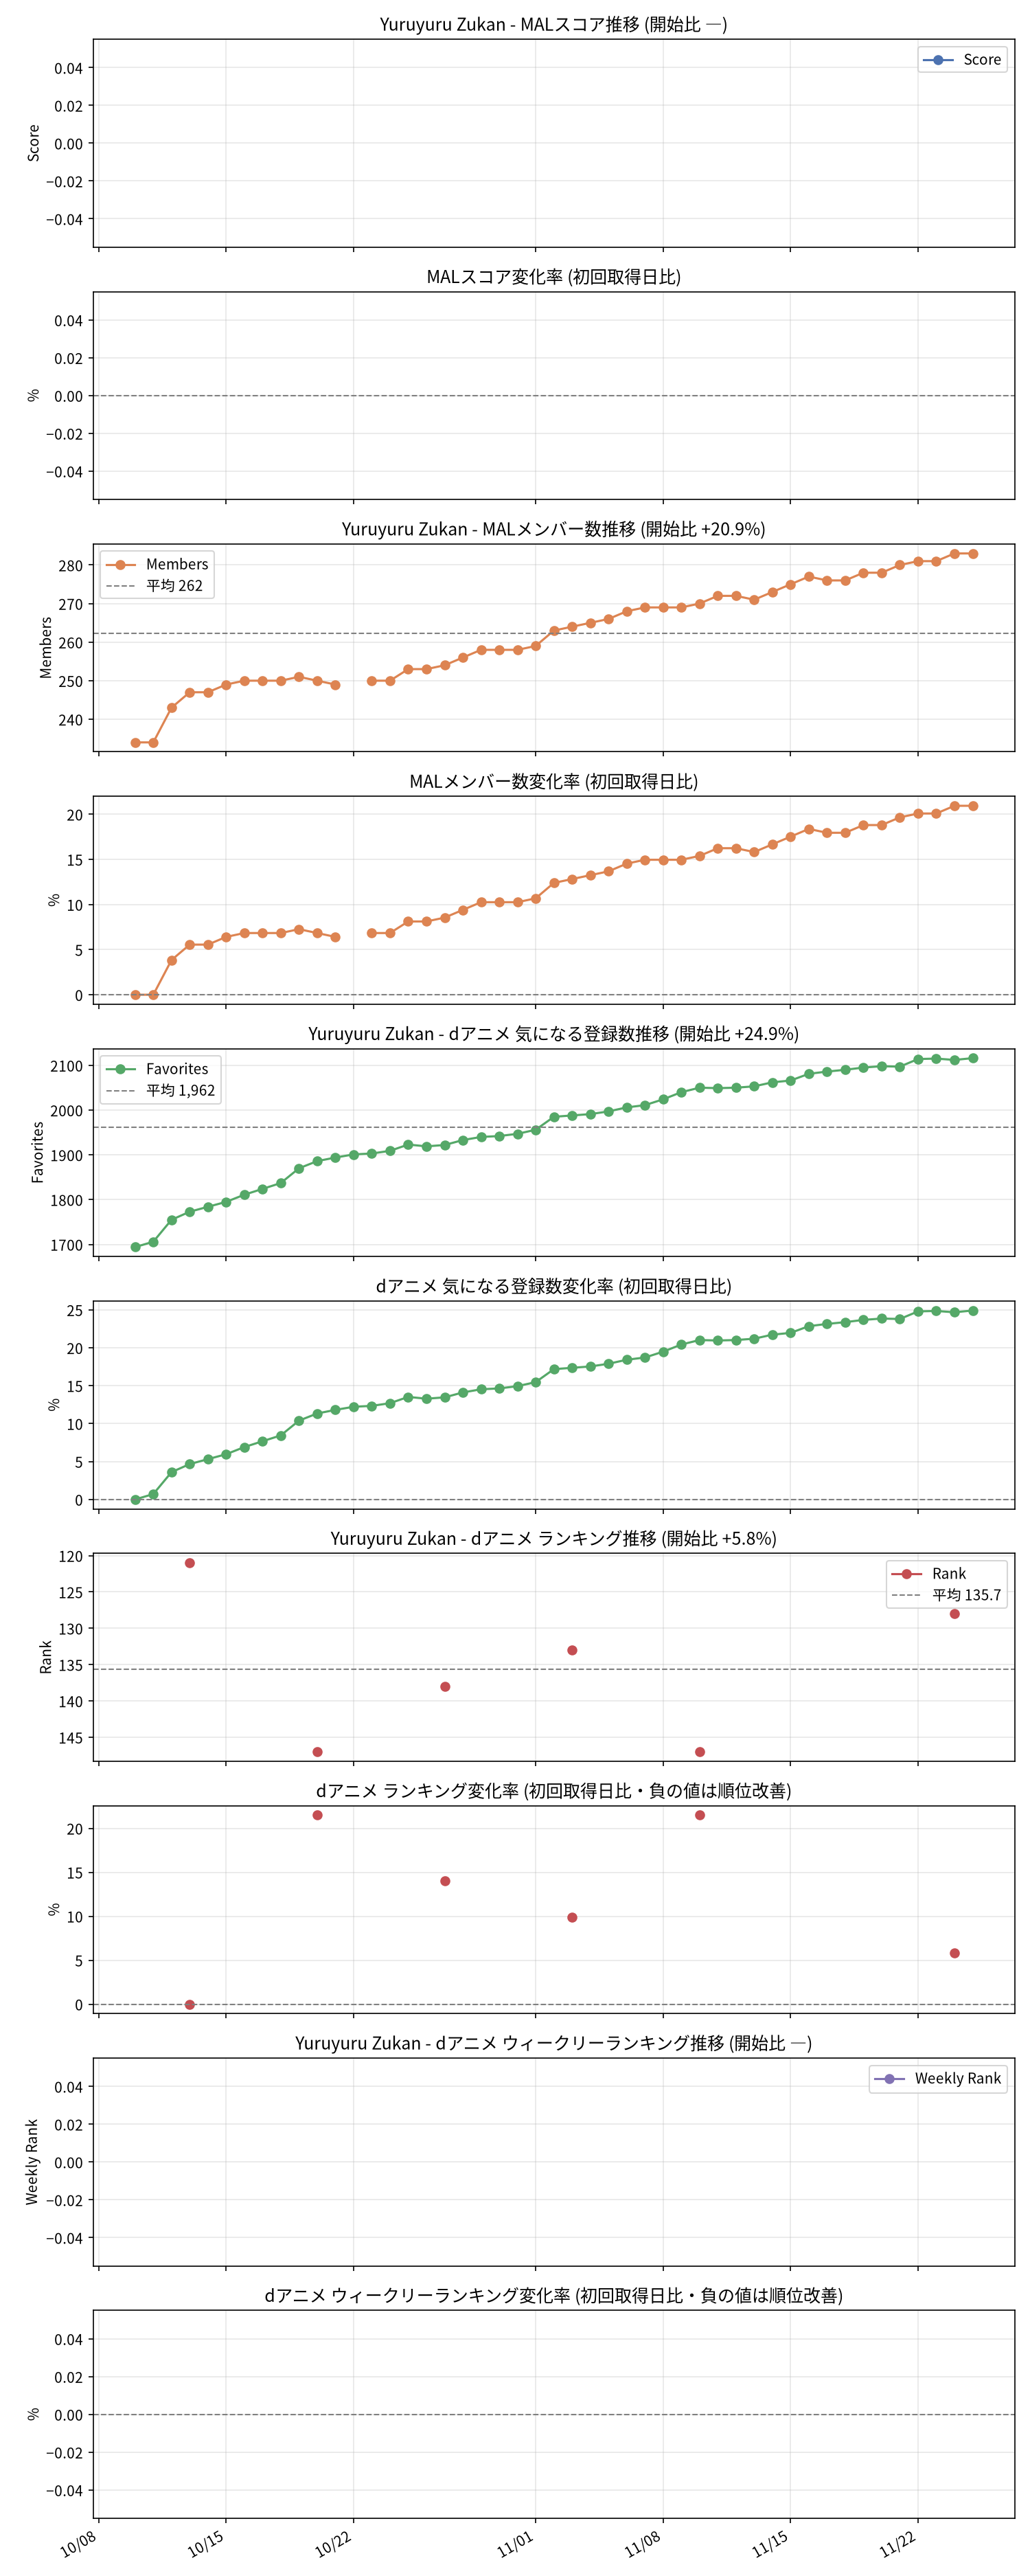 Yuruyuru Zukan - MALスコア推移 (開始比 ―)
Score
0.04
0.02
0.00
−0.02
−0.04
Score
MALスコア変化率 (初回取得日比)
0.04
0.02
0.00
−0.02
−0.04
%
Yuruyuru Zukan - MALメンバー数推移 (開始比 +20.9%)
Members
平均 262
280
270
260
250
240
Members
MALメンバー数変化率 (初回取得日比)
20
15
10
5
0
%
Yuruyuru Zukan - dアニメ 気になる登録数推移 (開始比 +24.9%)
Favorites
平均 1,962
2100
2000
1900
1800
1700
Favorites
dアニメ 気になる登録数変化率 (初回取得日比)
25
20
15
10
5
0
%
Yuruyuru Zukan - dアニメ ランキング推移 (開始比 +5.8%)
Rank
平均 135.7
120
125
130
135
140
145
Rank
dアニメ ランキング変化率 (初回取得日比・負の値は順位改善)
20
15
10
5
0
%
Yuruyuru Zukan - dアニメ ウィークリーランキング推移 (開始比 ―)
Weekly Rank
0.04
0.02
0.00
−0.02
−0.04
Weekly Rank
dアニメ ウィークリーランキング変化率 (初回取得日比・負の値は順位改善)
0.04
0.02
0.00
−0.02
−0.04
%
10/08
10/15
10/22
11/01
11/08
11/15
11/22